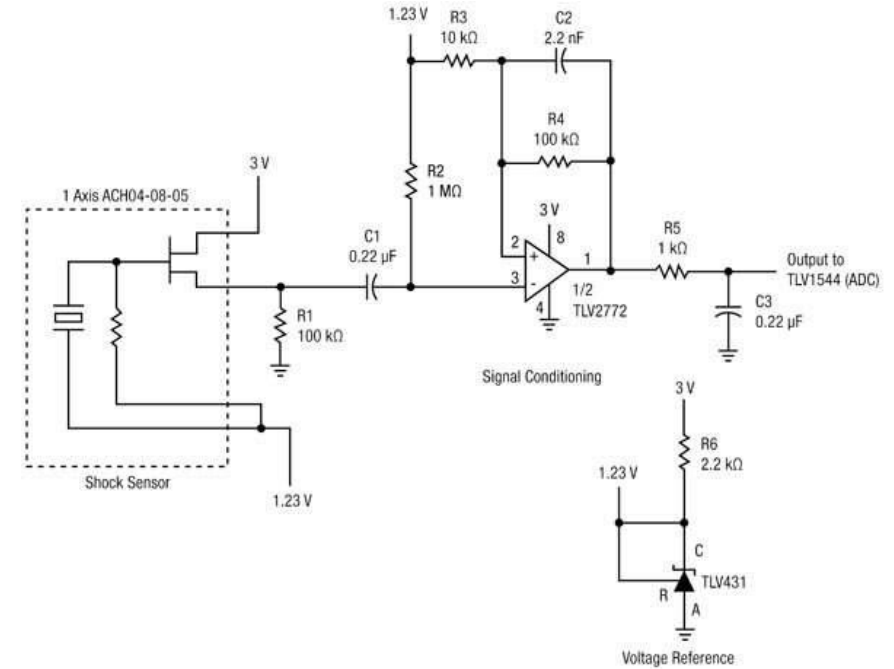 1.23 V
R3
10 kΩ
C2
2.2 nF
R4
100 kΩ
3 V
R2
1 MΩ
1 Axis ACH04-08-05
C1
0.22 µF
3 V
8
2
+
3
-
1
4
1/2
TLV2772
R5
1 kΩ
Output to
TLV1544 (ADC)
C3
0.22 µF
R1
100 kΩ
Signal Conditioning
Shock Sensor
1.23 V
3 V
R6
2.2 kΩ
1.23 V
C
TLV431
R
A
Voltage Reference